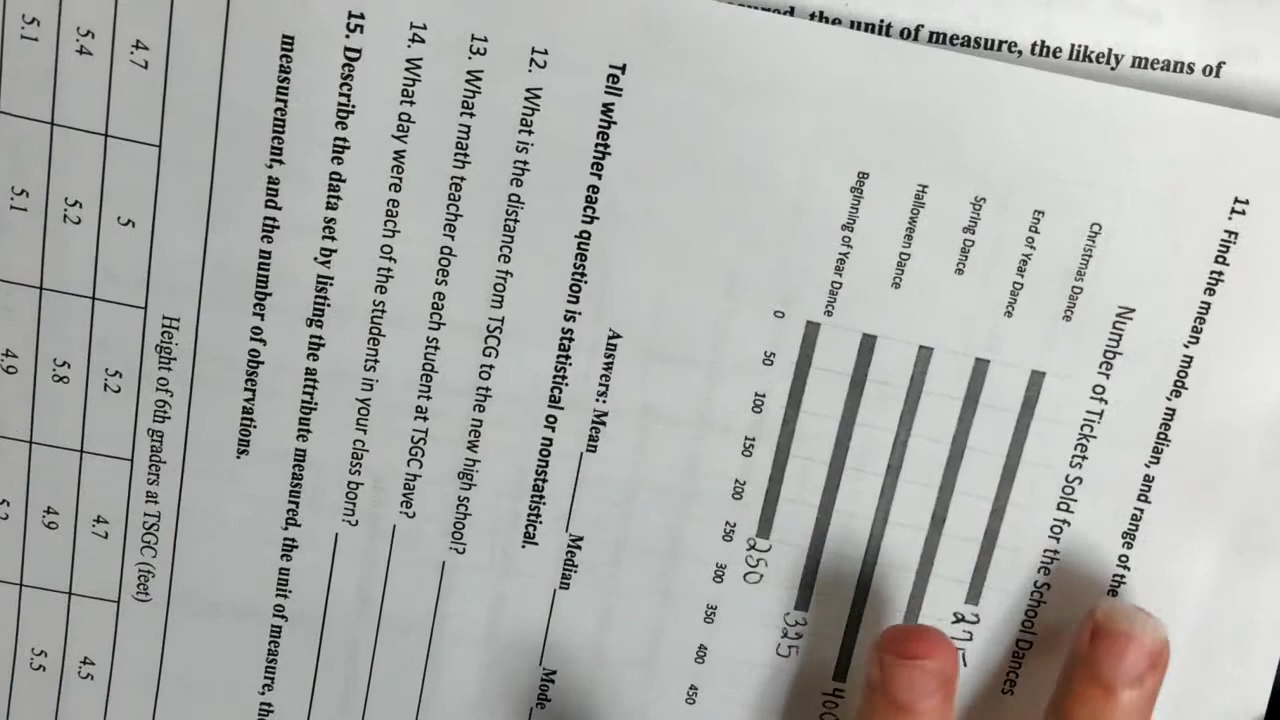 the unit of measure, the likely means of
11. Find the mean, mode, median, and range of the
Number of Tickets Sold for the School Dances
Christmas Dance
End of Year Dance
Spring Dance
Halloween Dance
Beginning of Year Dance
0 50 100 150 200 250 300 350 400 450
27
400
325
250
Answers: Mean ______ Median ______ Mode
Tell whether each question is statistical or nonstatistical.
12. What is the distance from TSCG to the new high school?
13. What math teacher does each student at TSGC have?
14. What day were each of the students in your class born?
15. Describe the data set by listing the attribute measured, the unit of measure, the
measurement, and the number of observations.
Height of 6th graders at TSGC (feet)
4.7 5 5.2 4.7 4.5
5.4 5.2 5.8 4.9 5.5
5.1 5.1 4.9